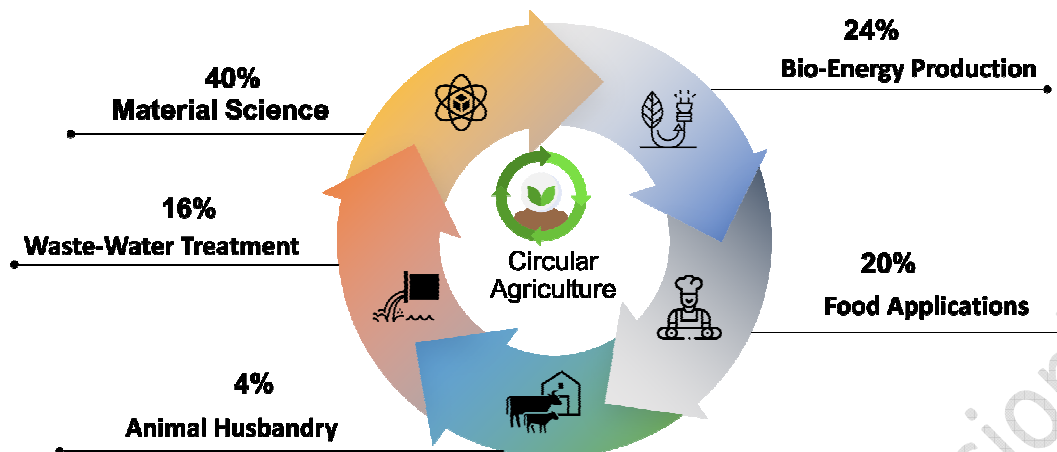 40%
Material Science
24%
Bio-Energy Production
16%
Waste-Water Treatment
Circular
Agriculture
20%
Food Applications
4%
Animal Husbandry